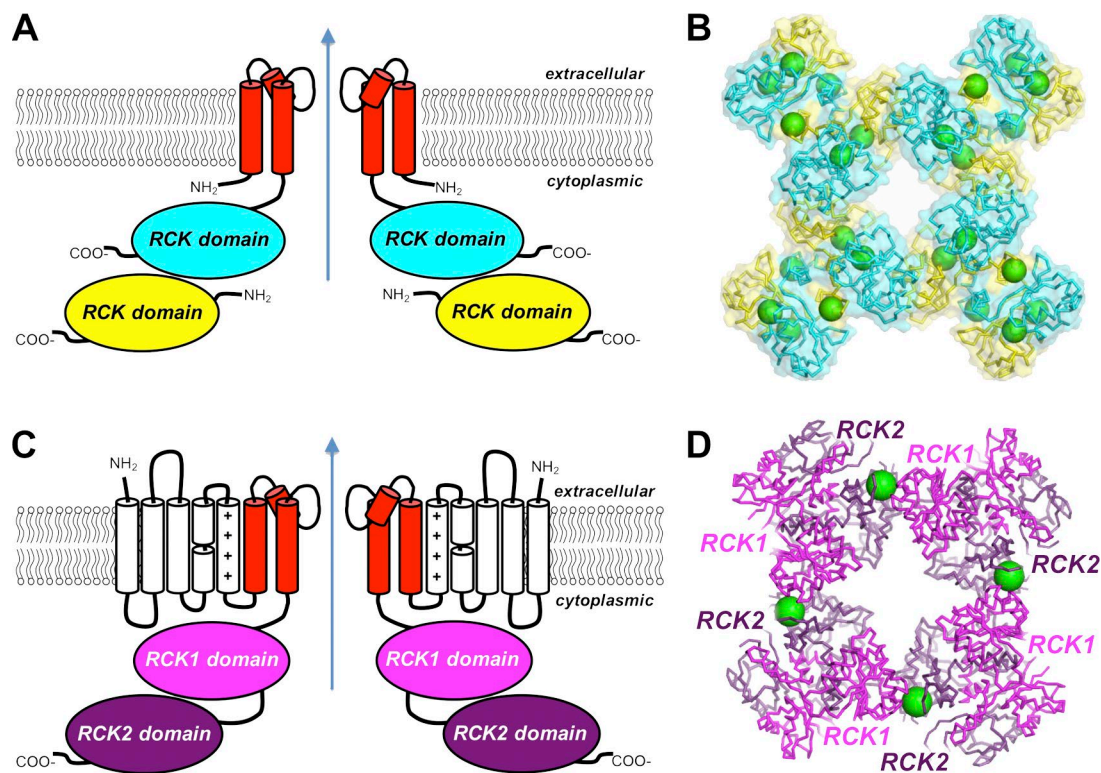 A
extracellular
NH2
NH2
cytoplasmic
RCK domain
RCK domain
COO-
COO-
NH2
NH2
RCK domain
RCK domain
COO-
COO-
B
C
NH2
NH2
extracellular
+ +
+ +
+ +
+ +
cytoplasmic
RCK1 domain
RCK1 domain
RCK2 domain
RCK2 domain
COO-
COO-
D
RCK2
RCK1
RCK1
RCK2
RCK2
RCK1
RCK1
RCK2